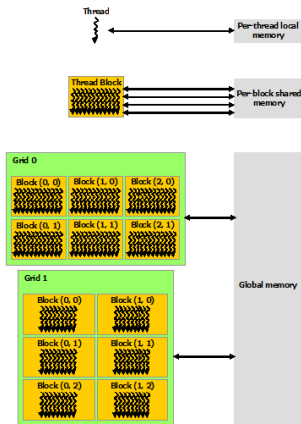 Thread
Per-thread local
memory
Thread Block
Per-block shared
memory
Grid 0
Block (0, 0) Block (1, 0) Block (2, 0)
Block (0, 1) Block (1, 1) Block (2, 1)
Grid 1
Block (0, 0) Block (1, 0)
Block (0, 1) Block (1, 1)
Block (0, 2) Block (1, 2)
Global memory